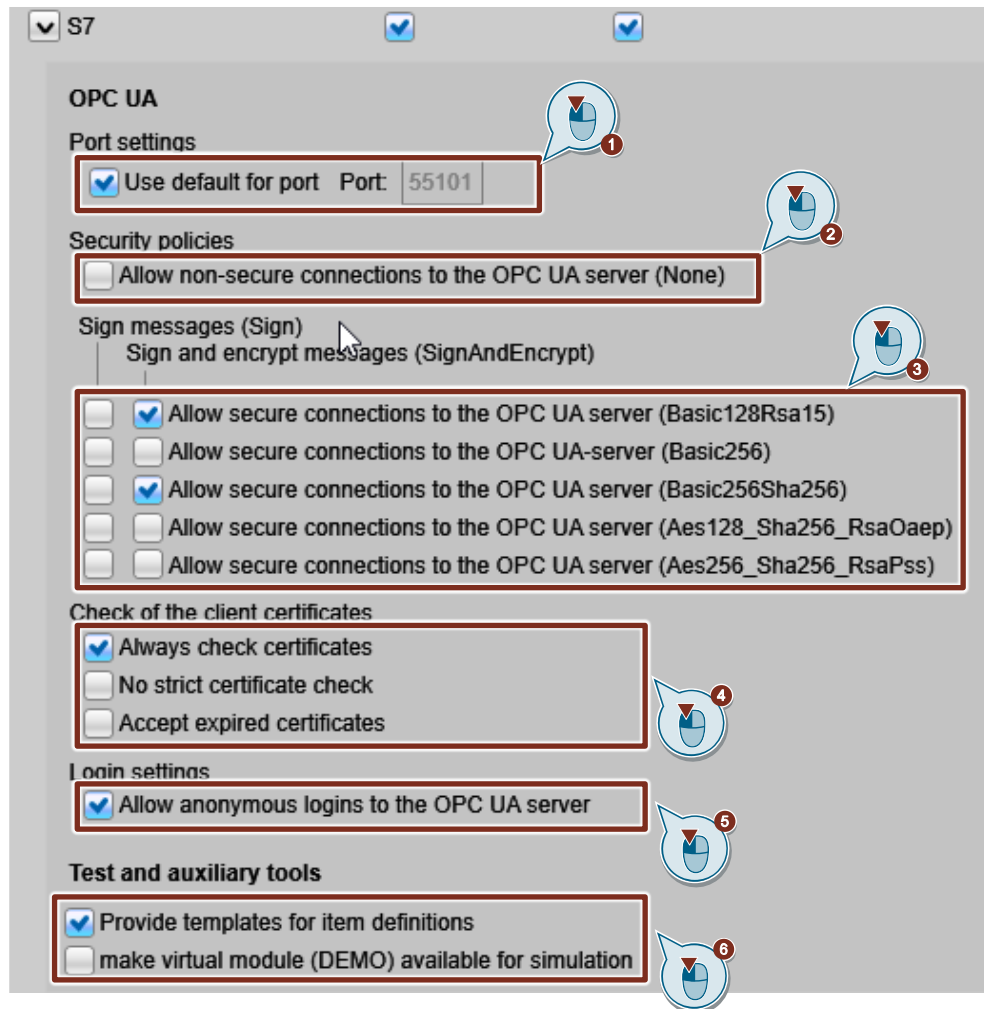 S7
OPC UA
Port settings
1
Use default for port Port: 55101
Security policies
2
Allow non-secure connections to the OPC UA server (None)
Sign messages (Sign)
Sign and encrypt messages (SignAndEncrypt)
3
Allow secure connections to the OPC UA server (Basic128Rsa15)
Allow secure connections to the OPC UA-server (Basic256)
Allow secure connections to the OPC UA server (Basic256Sha256)
Allow secure connections to the OPC UA server (Aes128_Sha256_RsaOaep)
Allow secure connections to the OPC UA server (Aes256_Sha256_RsaPss)
Check of the client certificates
Always check certificates
No strict certificate check
4
Accept expired certificates
Login settings
Allow anonymous logins to the OPC UA server
5
Test and auxiliary tools
Provide templates for item definitions
6
make virtual module (DEMO) available for simulation